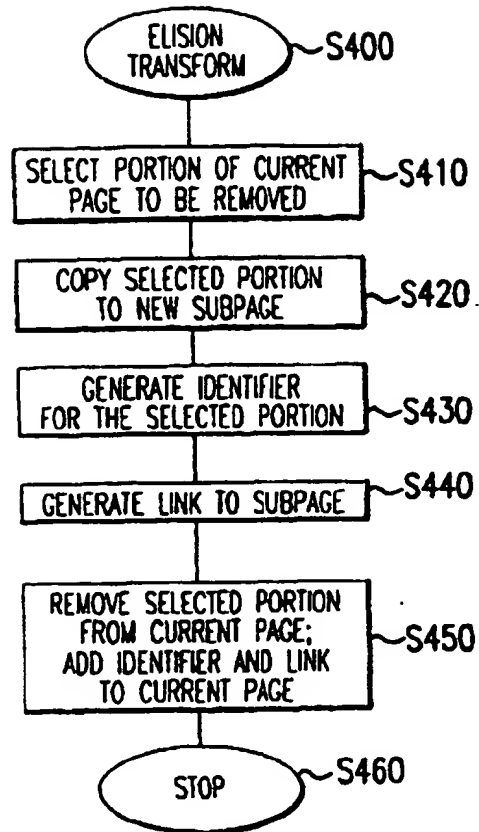 ELISION
TRANSFORM
S400
SELECT PORTION OF CURRENT
PAGE TO BE REMOVED
S410
COPY SELECTED PORTION
TO NEW SUBPAGE
S420
GENERATE IDENTIFIER
FOR THE SELECTED PORTION
S430
GENERATE LINK TO SUBPAGE
S440
REMOVE SELECTED PORTION
FROM CURRENT PAGE;
ADD IDENTIFIER AND LINK
TO CURRENT PAGE
S450
STOP
S460